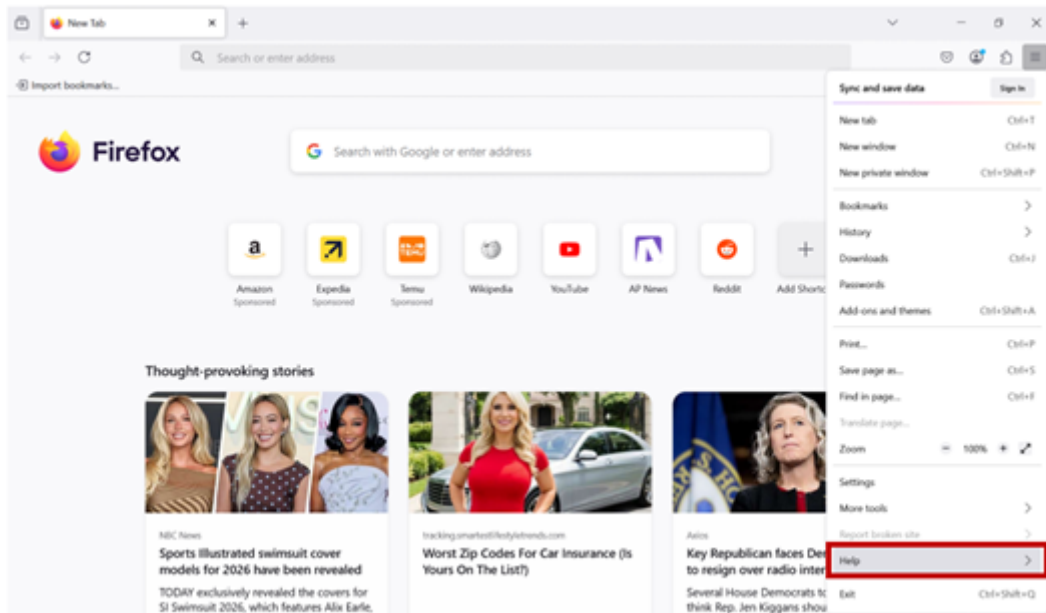 New Tab
Search or enter address
Import bookmarks...
Firefox
Search with Google or enter address
Amazon
Sponsored
Expedia
Sponsored
TEMU
Temu
Sponsored
Wikipedia
YouTube
AP News
Reddit
Add Shortc
Thought-provoking stories
NBC News
Sports Illustrated swimsuit cover
models for 2026 have been revealed
TODAY exclusively revealed the covers for
SI Swimsuit 2026, which features Alix Earle,
tracking.smartestlifestyletrends.com
Worst Zip Codes For Car Insurance (Is
Yours On The List?)
Axios
Key Republican faces Der
to resign over radio inter
Several House Democrats to
think Rep. Jen Kiggans shou
Sync and save data
Sign In
New tab Ctrl+T
New window Ctrl+N
New private window Ctrl+Shift+P
Bookmarks
History
Downloads Ctrl+J
Passwords
Add-ons and themes Ctrl+Shift+A
Print... Ctrl+P
Save page as... Ctrl+S
Find in page... Ctrl+F
Translate page...
Zoom − 100% +
Settings
More tools
Report broken site
Help
Exit Ctrl+Shift+Q